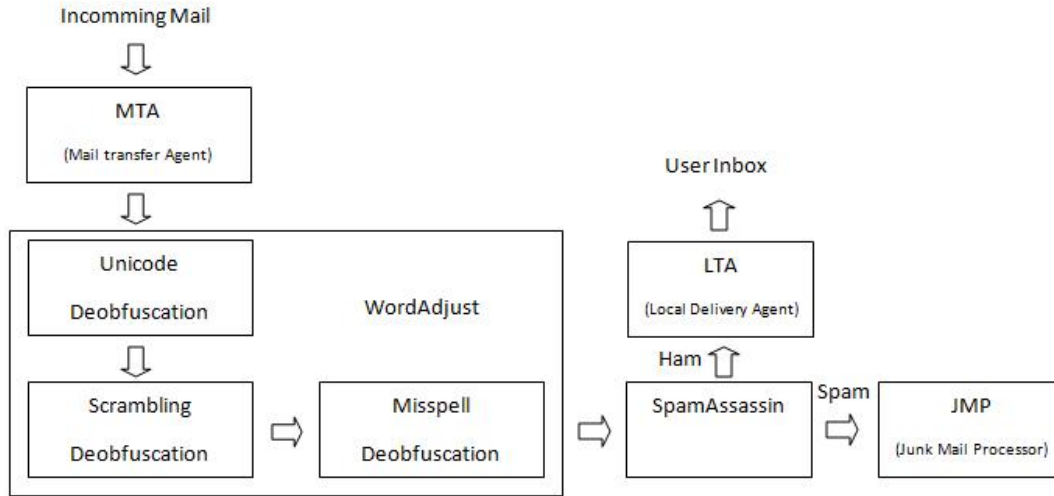 Incomming Mail
MTA
(Mail transfer Agent)
Unicode
Deobfuscation
WordAdjust
Scrambling
Deobfuscation
Misspell
Deobfuscation
User Inbox
LTA
(Local Delivery Agent)
Ham
SpamAssassin
Spam
JMP
(Junk Mail Processor)